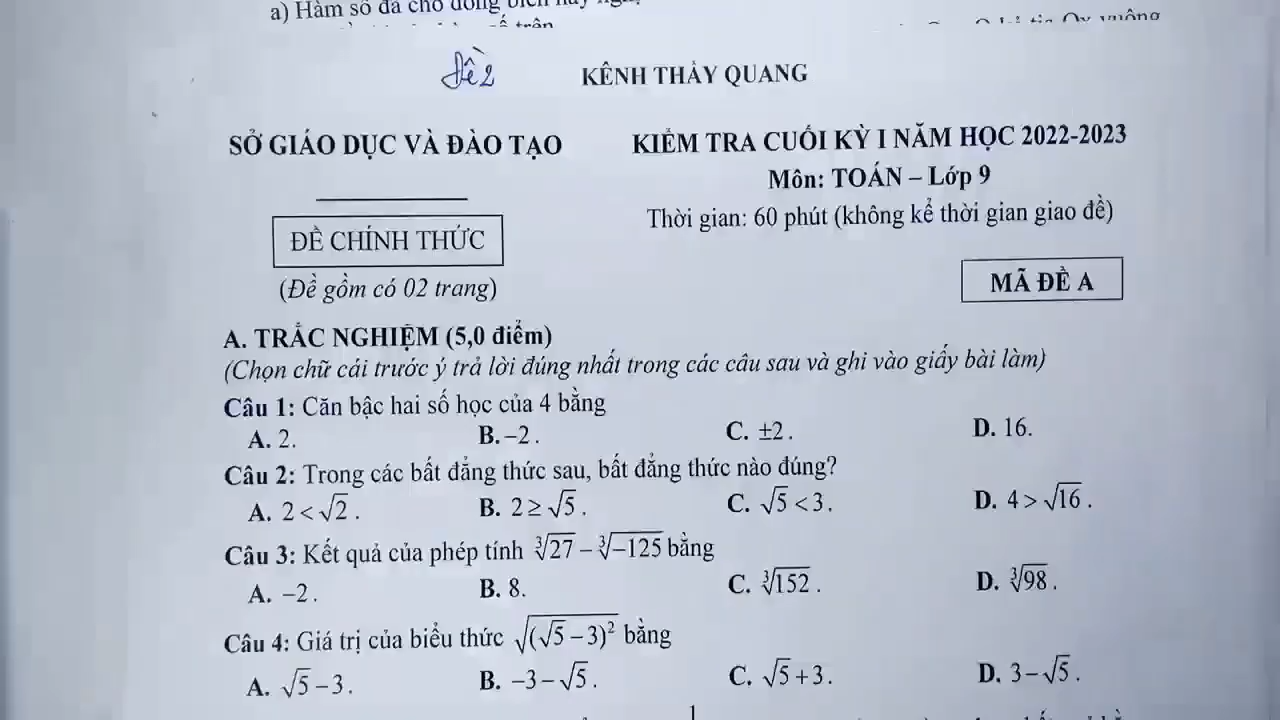 a) Hàm số đã cho đồng biến hay
Đề 2
KÊNH THẦY QUANG
SỞ GIÁO DỤC VÀ ĐÀO TẠO
KIỂM TRA CUỐI KỲ I NĂM HỌC 2022-2023
Môn: TOÁN – Lớp 9
Thời gian: 60 phút (không kể thời gian giao đề)
ĐỀ CHÍNH THỨC
(Đề gồm có 02 trang)
MÃ ĐỀ A
A. TRẮC NGHIỆM (5,0 điểm)
(Chọn chữ cái trước ý trả lời đúng nhất trong các câu sau và ghi vào giấy bài làm)
Câu 1: Căn bậc hai số học của 4 bằng
A. 2. B. −2. C. ±2. D. 16.
Câu 2: Trong các bất đẳng thức sau, bất đẳng thức nào đúng?
A. 2 < √2. B. 2 ≥ √5. C. √5 < 3. D. 4 > √16.
Câu 3: Kết quả của phép tính ∛27 − ∛−125 bằng
A. −2. B. 8. C. ∛152. D. ∛98.
Câu 4: Giá trị của biểu thức √(√5 − 3)² bằng
A. √5 − 3. B. −3 − √5. C. √5 + 3. D. 3 − √5.